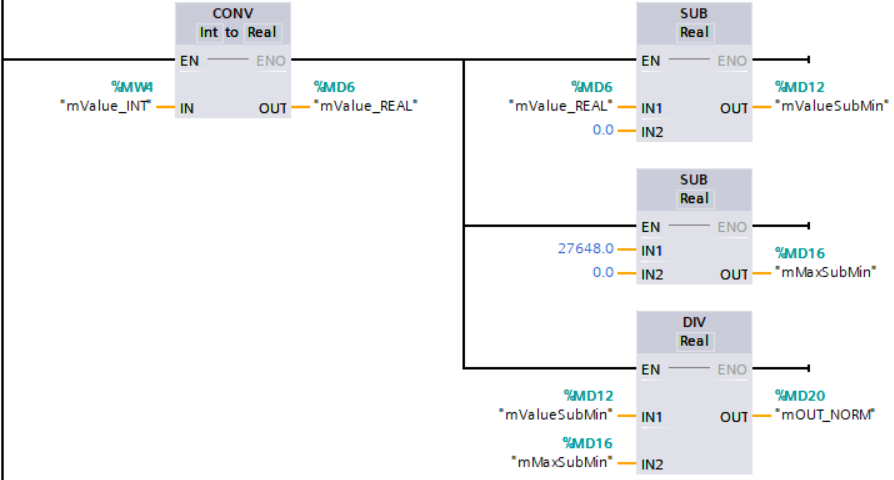 CONV
Int to Real
EN ENO
%MW4
"mValue_INT" IN
%MD6
OUT "mValue_REAL"
SUB
Real
EN ENO
%MD6
"mValue_REAL" IN1
0.0 IN2
%MD12
OUT "mValueSubMin"
SUB
Real
EN ENO
27648.0 IN1
0.0 IN2
%MD16
OUT "mMaxSubMin"
DIV
Real
EN ENO
%MD12
"mValueSubMin" IN1
%MD16
"mMaxSubMin" IN2
%MD20
OUT "mOUT_NORM"